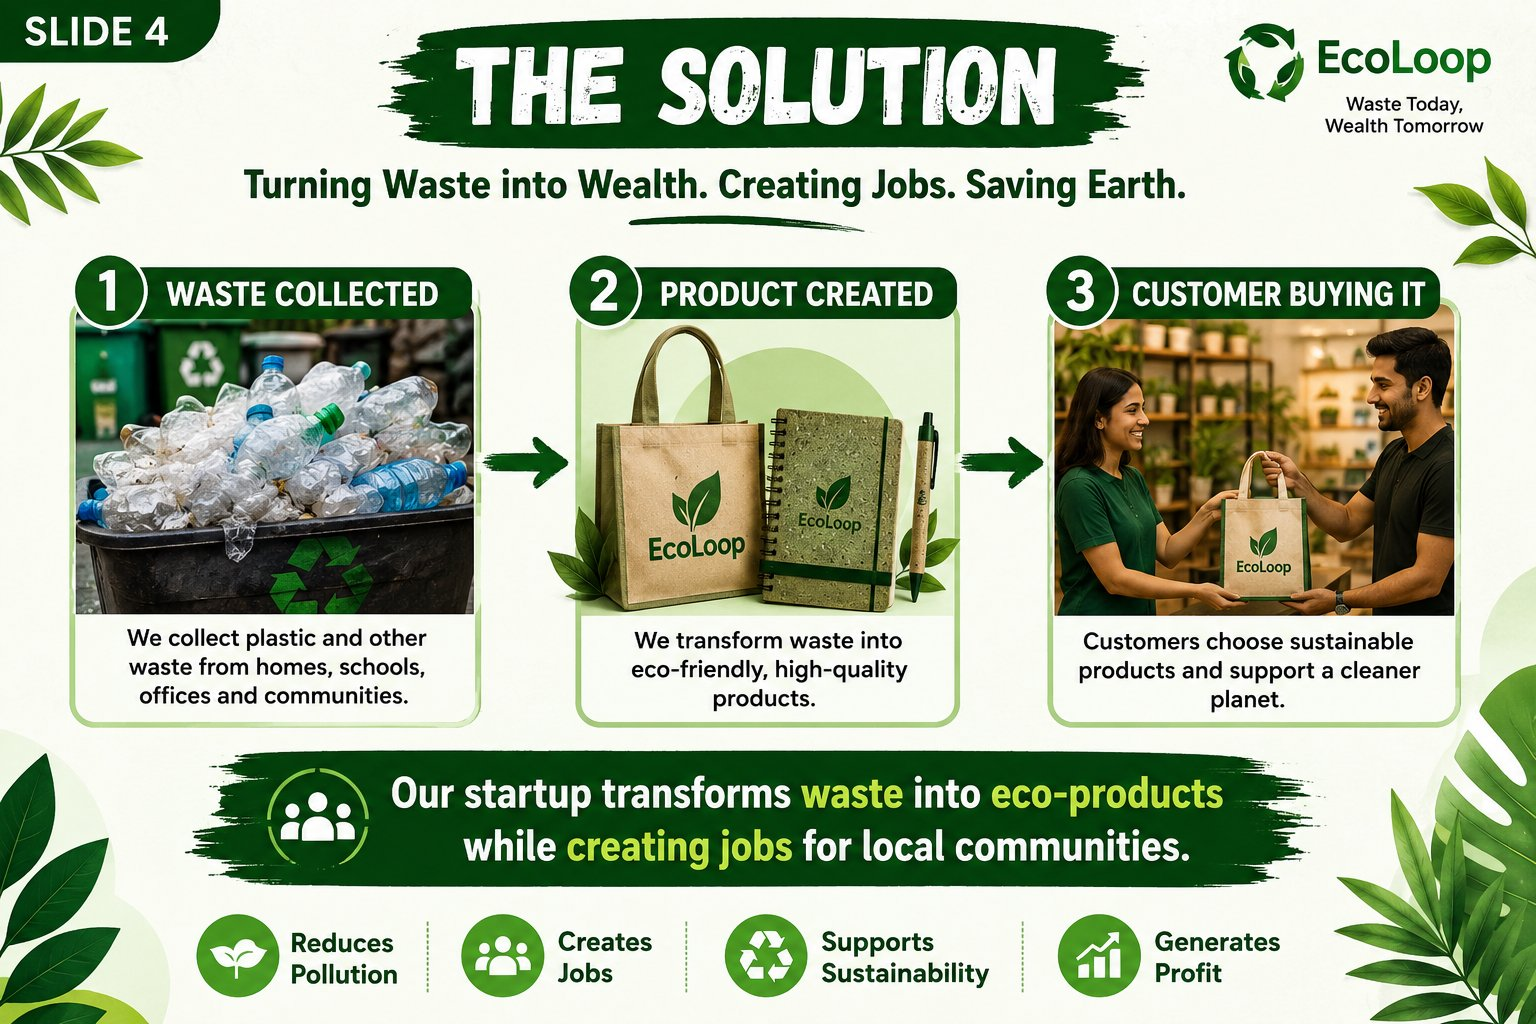 SLIDE 4
THE SOLUTION
EcoLoop
Waste Today,
Wealth Tomorrow
Turning Waste into Wealth. Creating Jobs. Saving Earth.
1 WASTE COLLECTED
We collect plastic and other
waste from homes, schools,
offices and communities.
2 PRODUCT CREATED
EcoLoop
EcoLoop
We transform waste into
eco-friendly, high-quality
products.
3 CUSTOMER BUYING IT
EcoLoop
Customers choose sustainable
products and support a cleaner
planet.
Our startup transforms waste into eco-products
while creating jobs for local communities.
Reduces
Pollution
Creates
Jobs
Supports
Sustainability
Generates
Profit